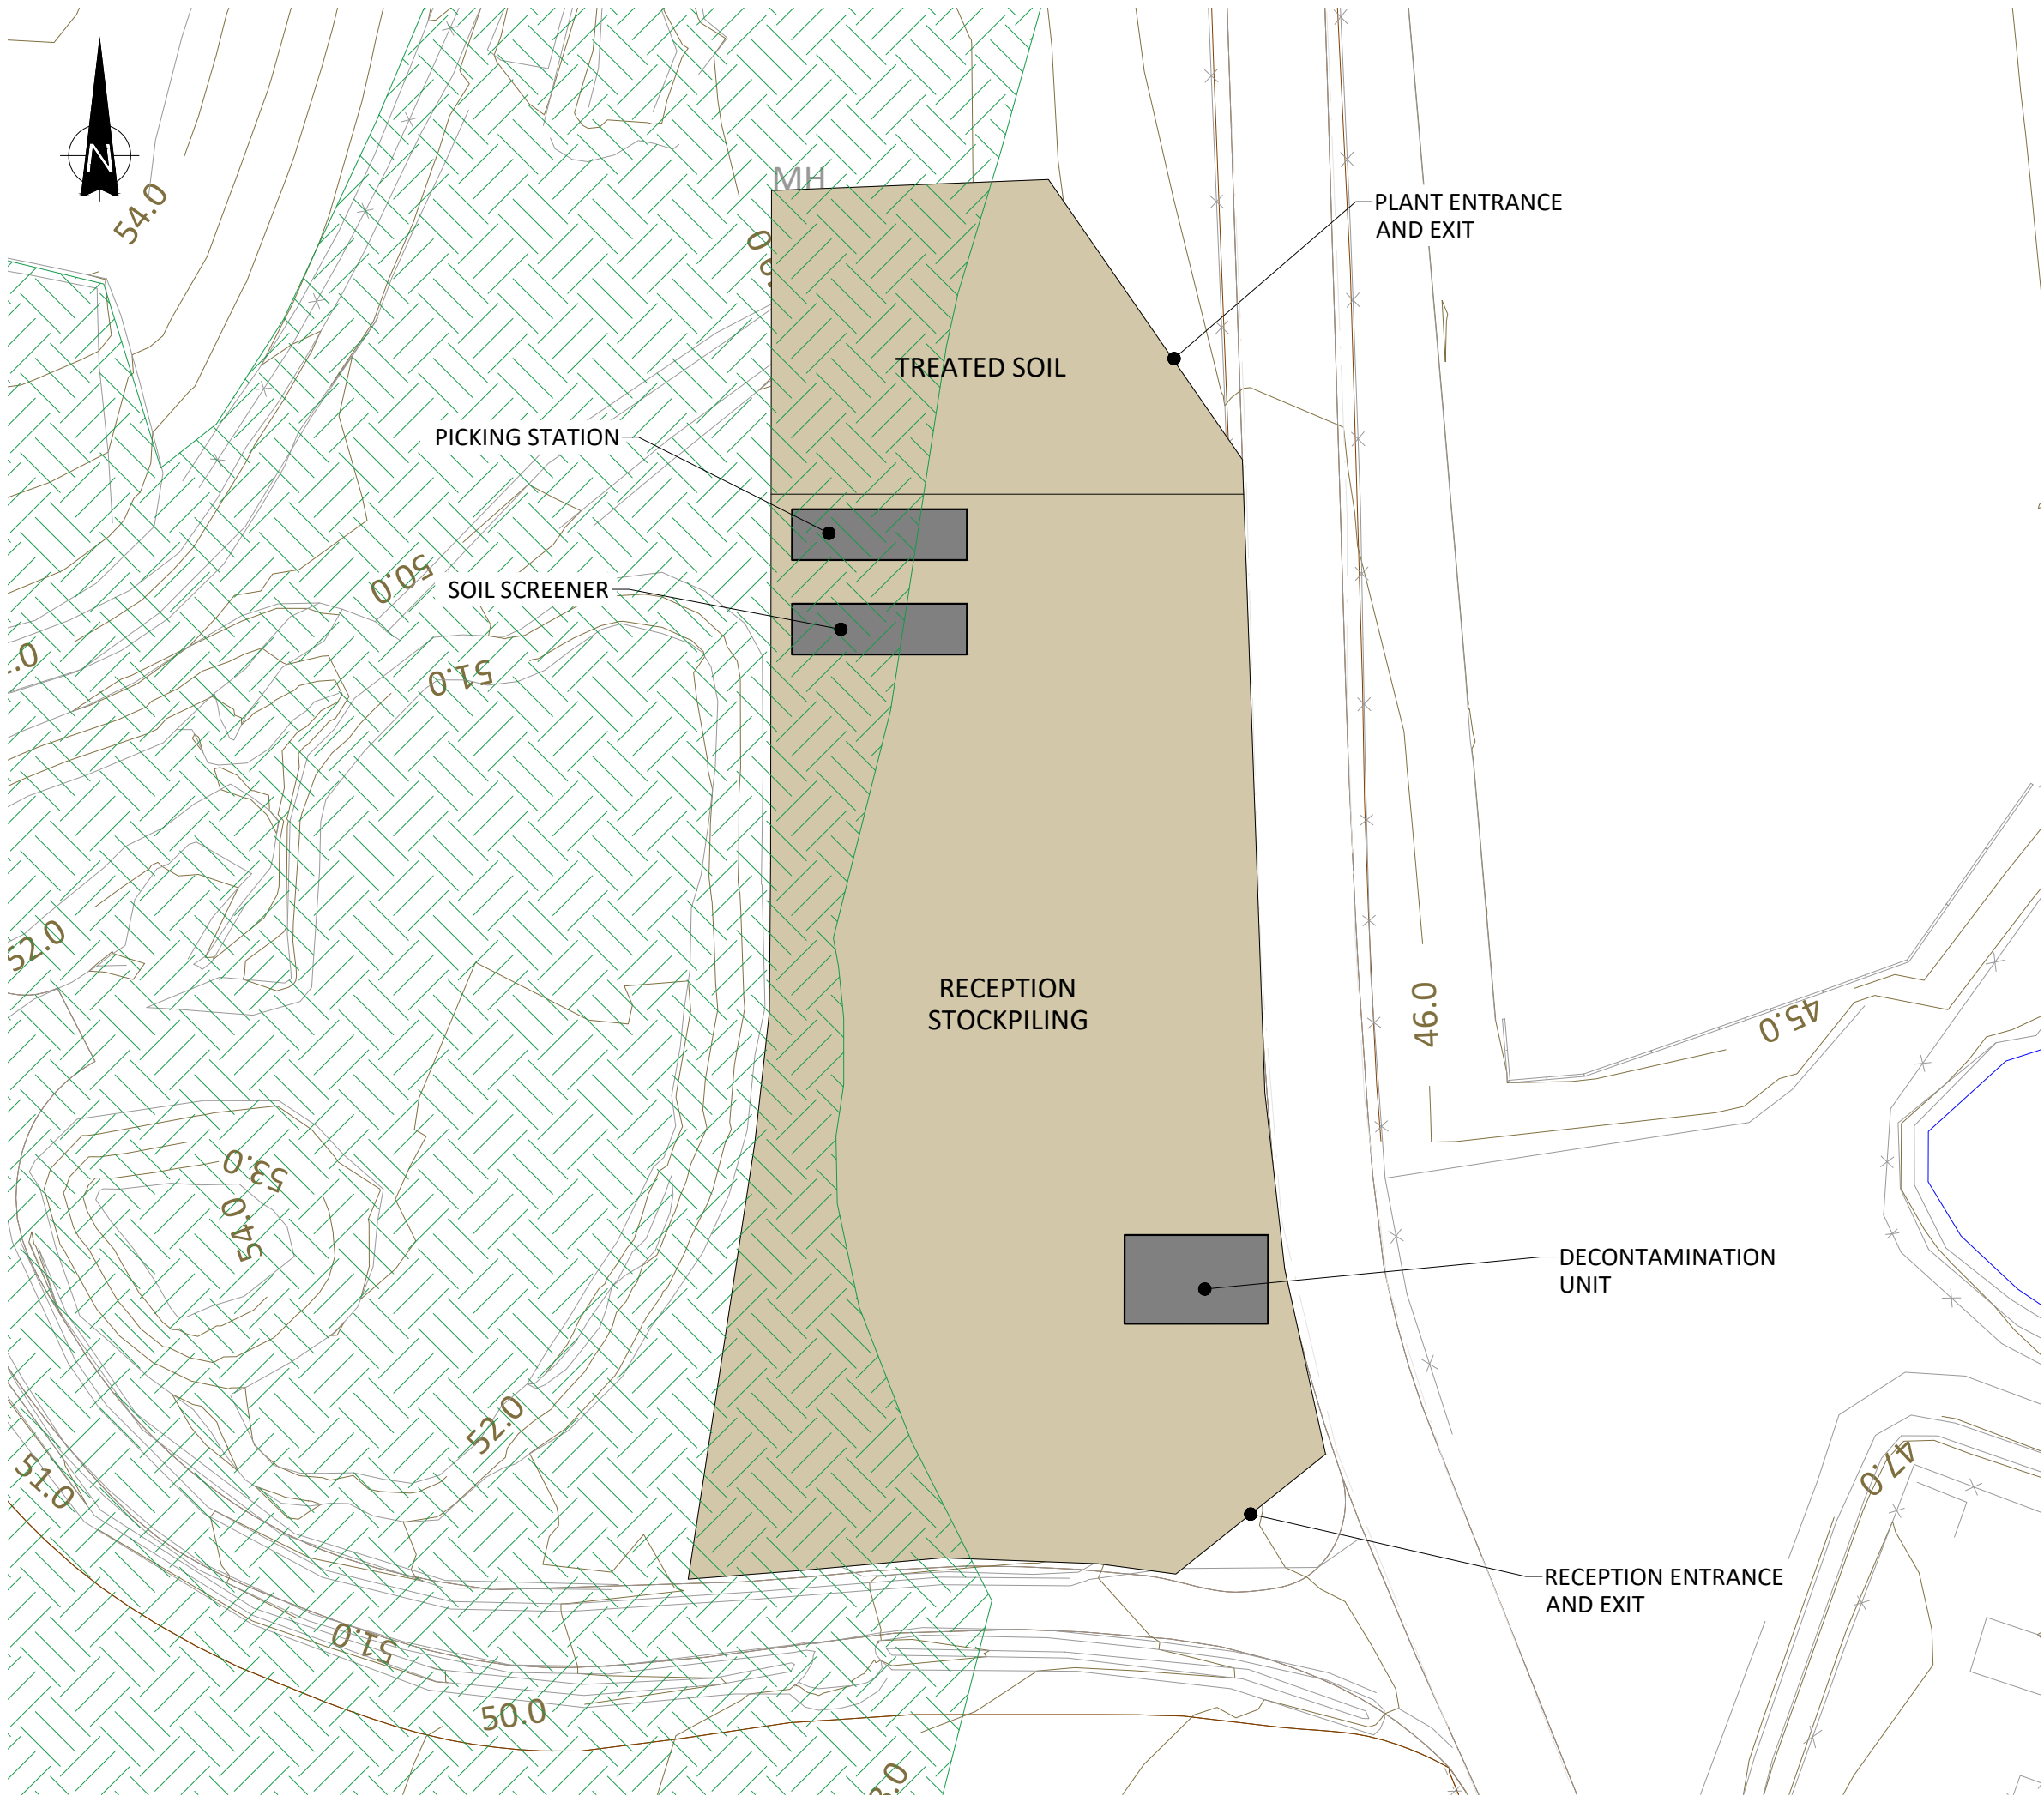 N
54.0
MH
PLANT ENTRANCE
AND EXIT
TREATED SOIL
PICKING STATION
50.0
SOIL SCREENER
51.0
52.0
RECEPTION
STOCKPILING
46.0
45.0
53.0
54.0
DECONTAMINATION
UNIT
52.0
51.0
47.0
RECEPTION ENTRANCE
AND EXIT
51.0
50.0